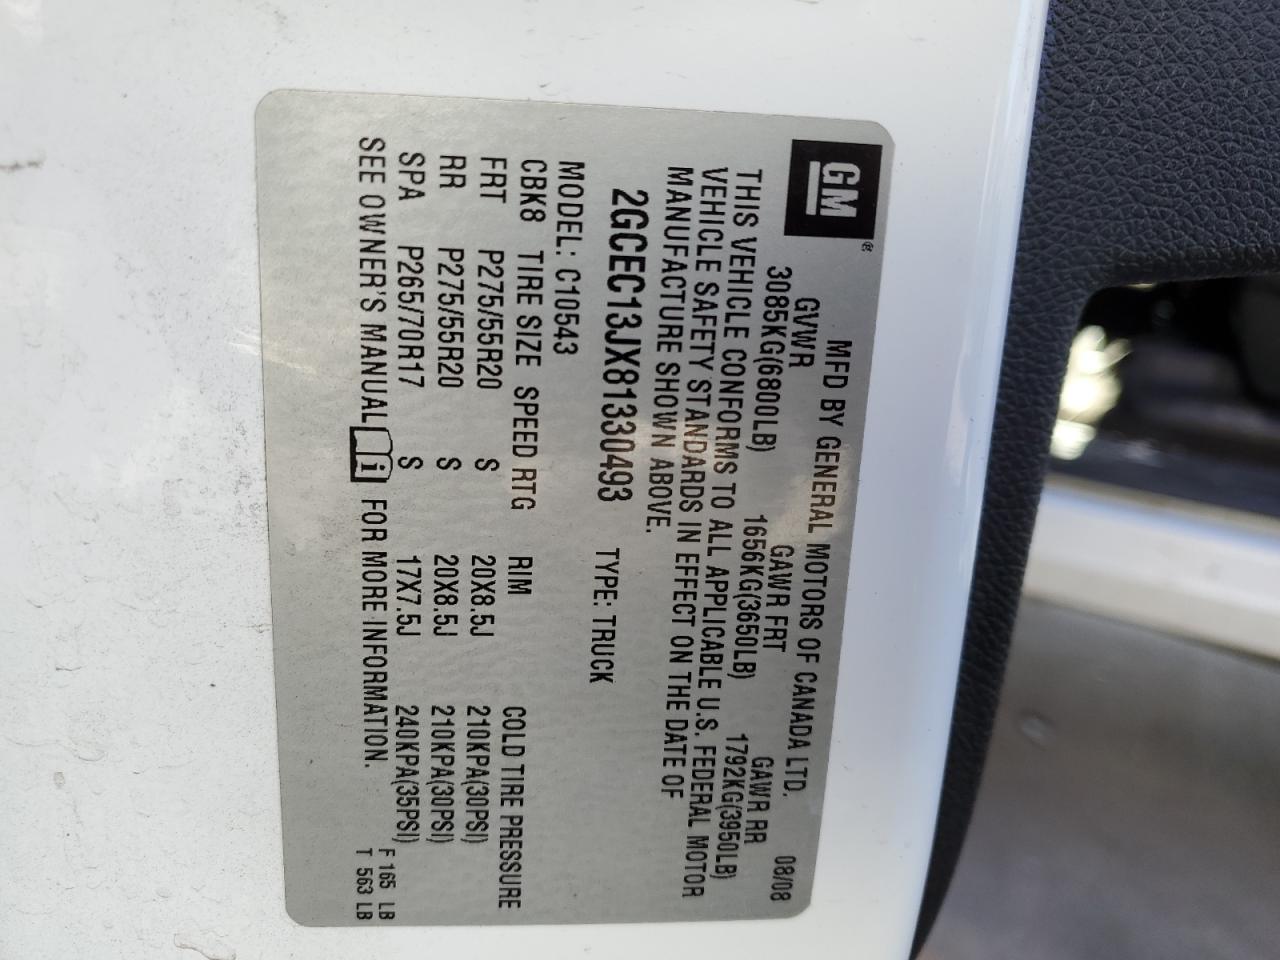 GM®
MFD BY GENERAL MOTORS OF CANADA LTD. 08/08
GVWR GAWR FRT GAWR RR
3085KG(6800LB) 1656KG(3650LB) 1792KG(3950LB)
THIS VEHICLE CONFORMS TO ALL APPLICABLE U.S. FEDERAL MOTOR
VEHICLE SAFETY STANDARDS IN EFFECT ON THE DATE OF
MANUFACTURE SHOWN ABOVE.
2GCEC13JX81330493 TYPE: TRUCK
MODEL: C10543
CBK8 TIRE SIZE SPEED RTG RIM COLD TIRE PRESSURE
FRT P275/55R20 S 20X8.5J 210KPA(30PSI)
RR P275/55R20 S 20X8.5J 210KPA(30PSI)
SPA P265/70R17 S 17X7.5J 240KPA(35PSI)
SEE OWNER'S MANUAL i FOR MORE INFORMATION.
F 165 LB
T 563 LB